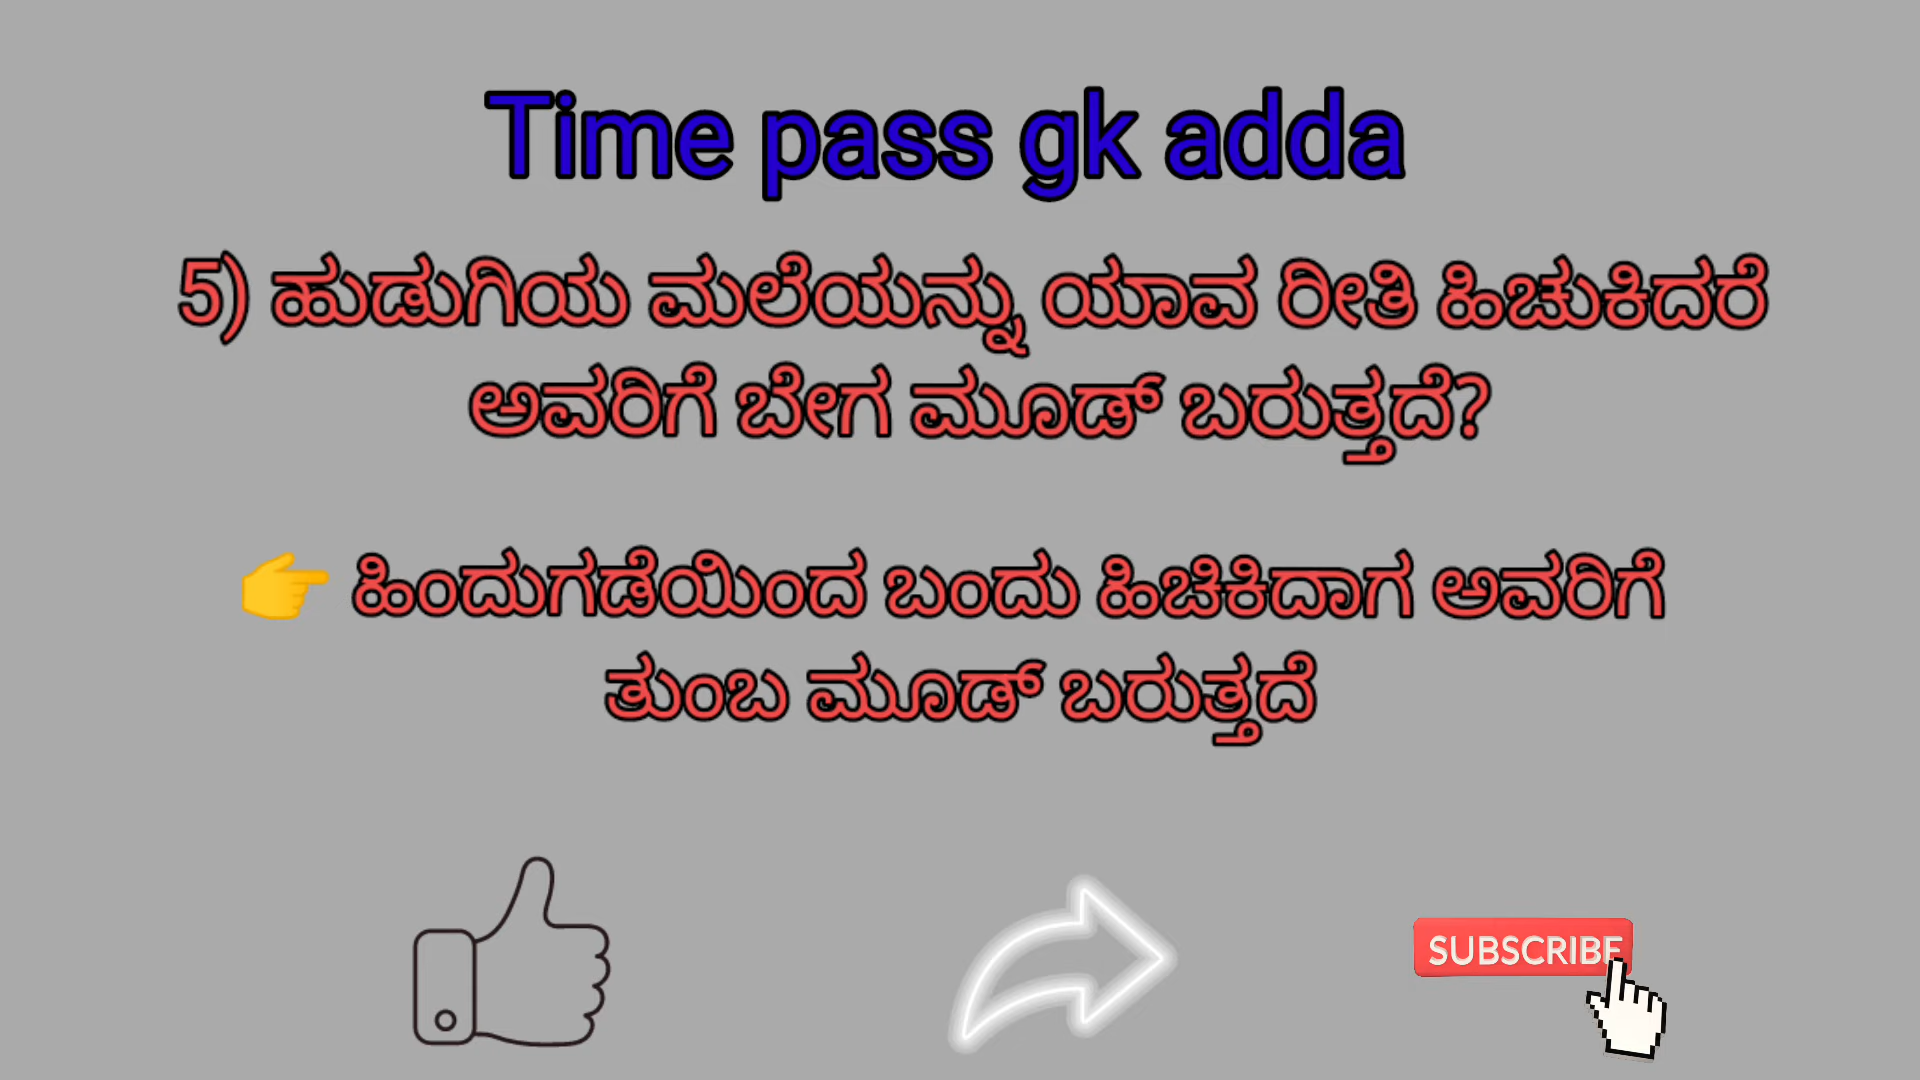 Time pass gk adda
5) ಹುಡುಗಿಯ ಮಲೆಯನ್ನು ಯಾವ ರೀತಿ ಹಿಚುಕಿದರೆ
ಅವರಿಗೆ ಬೇಗ ಮೂಡ್ ಬರುತ್ತದೆ?
👉 ಹಿಂದುಗಡೆಯಿಂದ ಬಂದು ಹಿಚಿಕಿದಾಗ ಅವರಿಗೆ
ತುಂಬ ಮೂಡ್ ಬರುತ್ತದೆ
SUBSCRIBE